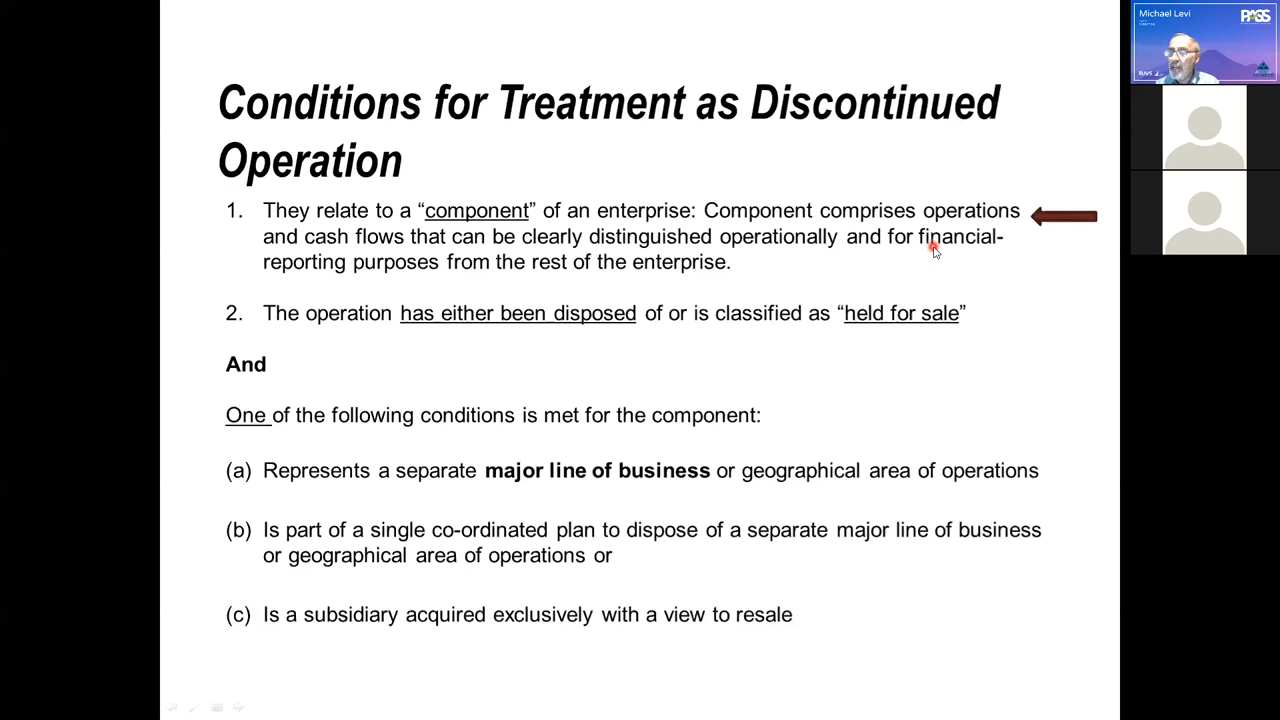 Conditions for Treatment as Discontinued
Operation
1. They relate to a “component” of an enterprise: Component comprises operations
and cash flows that can be clearly distinguished operationally and for financial-
reporting purposes from the rest of the enterprise.
2. The operation has either been disposed of or is classified as “held for sale”
And
One of the following conditions is met for the component:
(a) Represents a separate major line of business or geographical area of operations
(b) Is part of a single co-ordinated plan to dispose of a separate major line of business
or geographical area of operations or
(c) Is a subsidiary acquired exclusively with a view to resale
Michael Levi
PASS